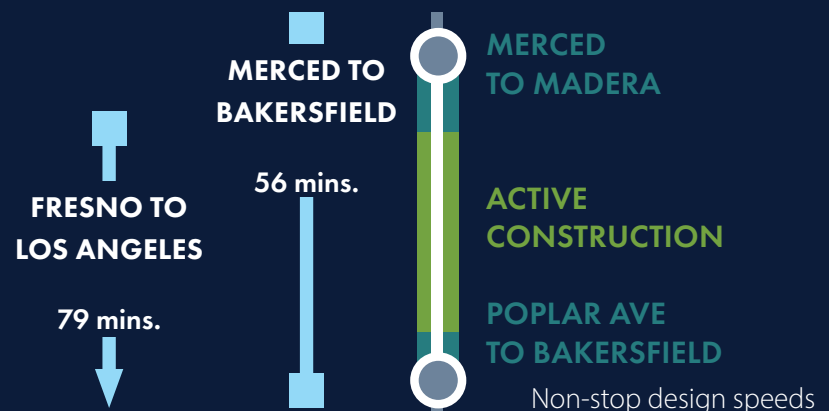 MERCED TO
BAKERSFIELD
56 mins.
FRESNO TO
LOS ANGELES
79 mins.
MERCED
TO MADERA
ACTIVE
CONSTRUCTION
POPLAR AVE
TO BAKERSFIELD
Non-stop design speeds